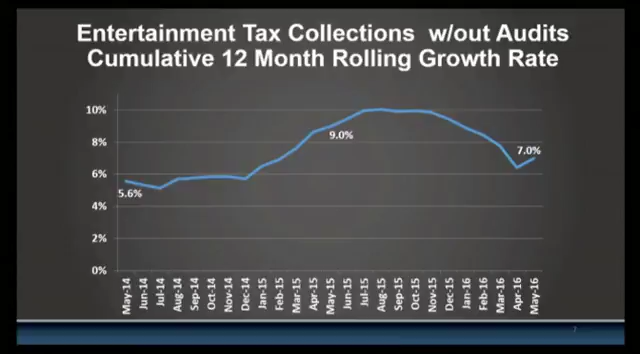 Entertainment Tax Collections w/out Audits
Cumulative 12 Month Rolling Growth Rate
10%
8%
6%
4%
2%
0%
5.6%
9.0%
7.0%
May-14
Jun-14
Jul-14
Aug-14
Sep-14
Oct-14
Nov-14
Dec-14
Jan-15
Feb-15
Mar-15
Apr-15
May-15
Jun-15
Jul-15
Aug-15
Sep-15
Oct-15
Nov-15
Dec-15
Jan-16
Feb-16
Mar-16
Apr-16
May-16
7